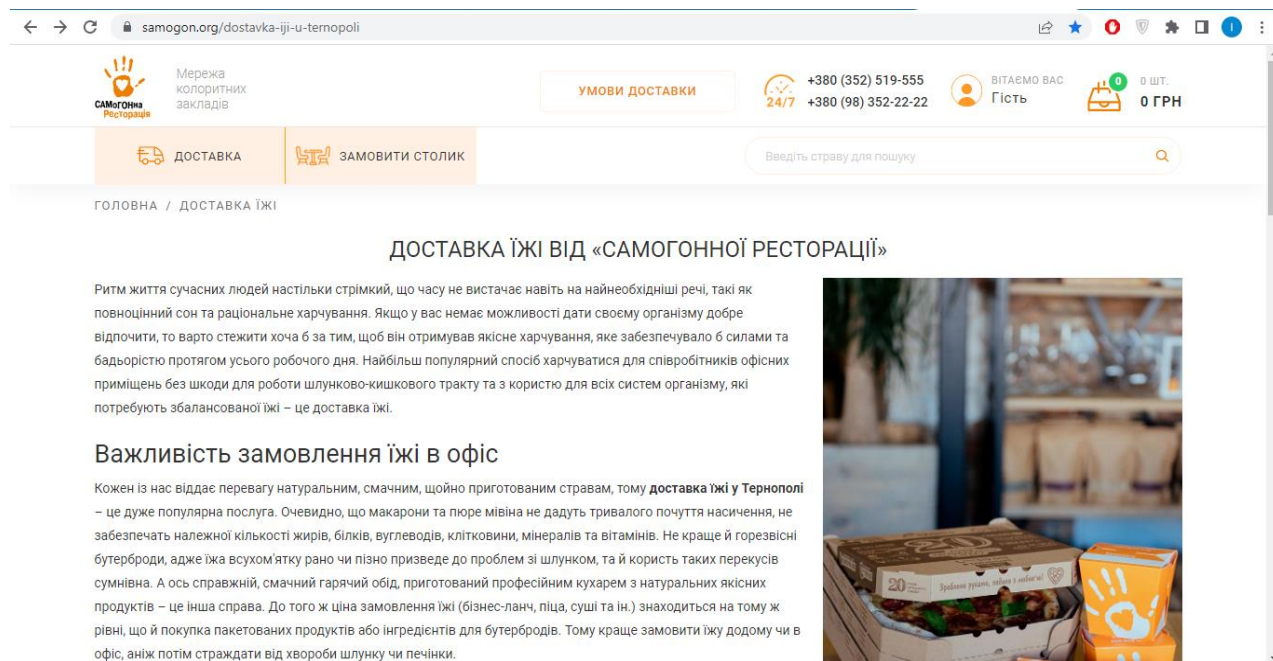 samogon.org/dostavka-iji-u-ternopoli
САМоГОНна
Ресторація
Мережа
колоритних
закладів
УМОВИ ДОСТАВКИ
24/7
+380 (352) 519-555
+380 (98) 352-22-22
ВІТАЄМО ВАС
Гість
0
0 ШТ.
0 ГРН
ДОСТАВКА
ЗАМОВИТИ СТОЛИК
Введіть страву для пошуку
ГОЛОВНА / ДОСТАВКА ЇЖІ
ДОСТАВКА ЇЖІ ВІД «САМОГОННОЇ РЕСТОРАЦІЇ»
Ритм життя сучасних людей настільки стрімкий, що часу не вистачає навіть на найнеобхідніші речі, такі як
повноцінний сон та раціональне харчування. Якщо у вас немає можливості дати своєму організму добре
відпочити, то варто стежити хоча б за тим, щоб він отримував якісне харчування, яке забезпечувало б силами та
бадьорістю протягом усього робочого дня. Найбільш популярний спосіб харчуватися для співробітників офісних
приміщень без шкоди для роботи шлунково-кишкового тракту та з користю для всіх систем організму, які
потребують збалансованої їжі – це доставка їжі.
Важливість замовлення їжі в офіс
Кожен із нас віддає перевагу натуральним, смачним, щойно приготованим стравам, тому доставка їжі у Тернополі
– це дуже популярна послуга. Очевидно, що макарони та пюре мівіна не дадуть тривалого почуття насичення, не
забезпечать належної кількості жирів, білків, вуглеводів, клітковини, мінералів та вітамінів. Не краще й горезвісні
бутерброди, адже їжа всухом'ятку рано чи пізно призведе до проблем зі шлунком, та й користь таких перекусів
сумнівна. А ось справжній, смачний гарячий обід, приготований професійним кухарем з натуральних якісних
продуктів – це інша справа. До того ж ціна замовлення їжі (бізнес-ланч, піца, суші та ін.) знаходиться на тому ж
рівні, що й покупка пакетованих продуктів або інгредієнтів для бутербродів. Тому краще замовити їжу додому чи в
офіс, аніж потім страждати від хвороби шлунку чи печінки.
20